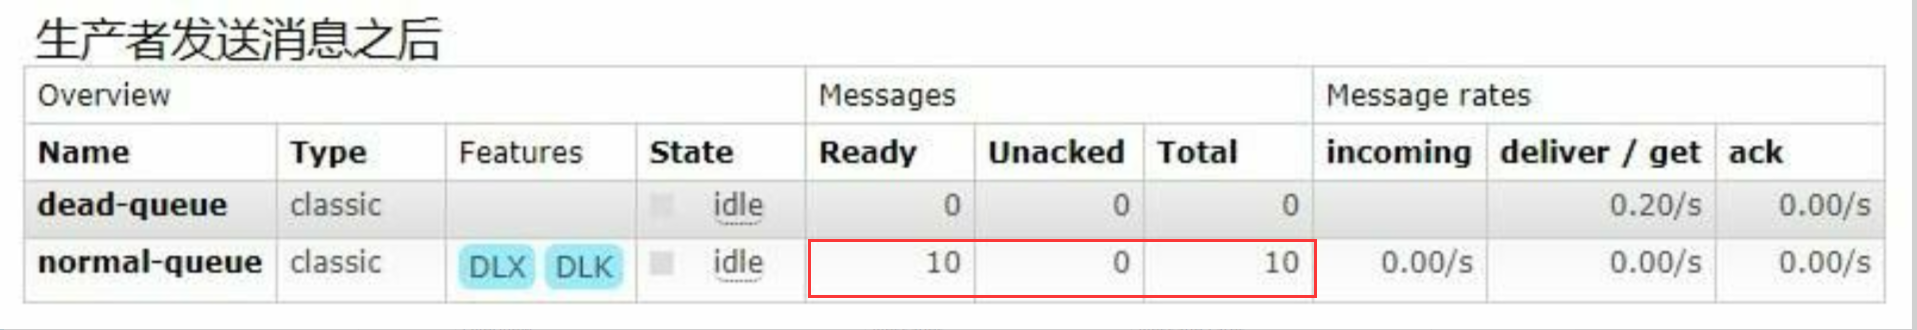 生产者发送消息之后
Overview Messages Message rates
Name Type Features State Ready Unacked Total incoming deliver / get ack
dead-queue classic idle 0 0 0 0.20/s 0.00/s
normal-queue classic DLX DLK idle 10 0 10 0.00/s 0.00/s 0.00/s